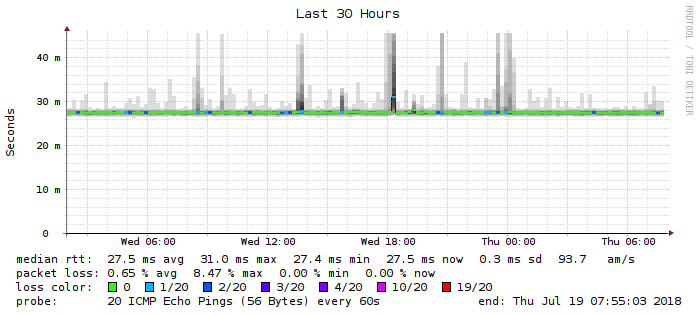 Last 30 Hours
RRDTOOL / TOBI OETIKER
Seconds
40 m
30 m
20 m
10 m
0
Wed 06:00 Wed 12:00 Wed 18:00 Thu 00:00 Thu 06:00
median rtt: 27.5 ms avg 31.0 ms max 27.4 ms min 27.5 ms now 0.3 ms sd 93.7 am/s
packet loss: 0.65 % avg 8.47 % max 0.00 % min 0.00 % now
loss color: 0 1/20 2/20 3/20 4/20 10/20 19/20
probe: 20 ICMP Echo Pings (56 Bytes) every 60s end: Thu Jul 19 07:55:03 2018